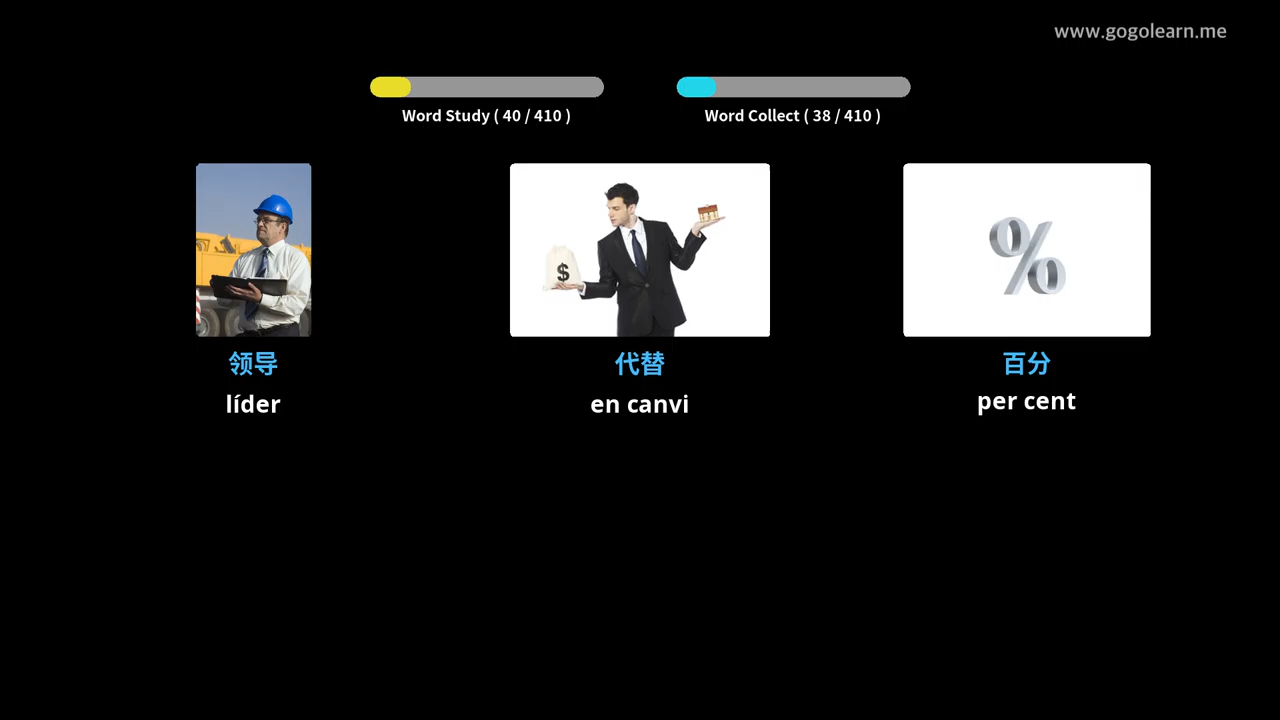 www.gogolearn.me
Word Study ( 40 / 410 )
Word Collect ( 38 / 410 )
$
%
领导
代替
百分
líder
en canvi
per cent